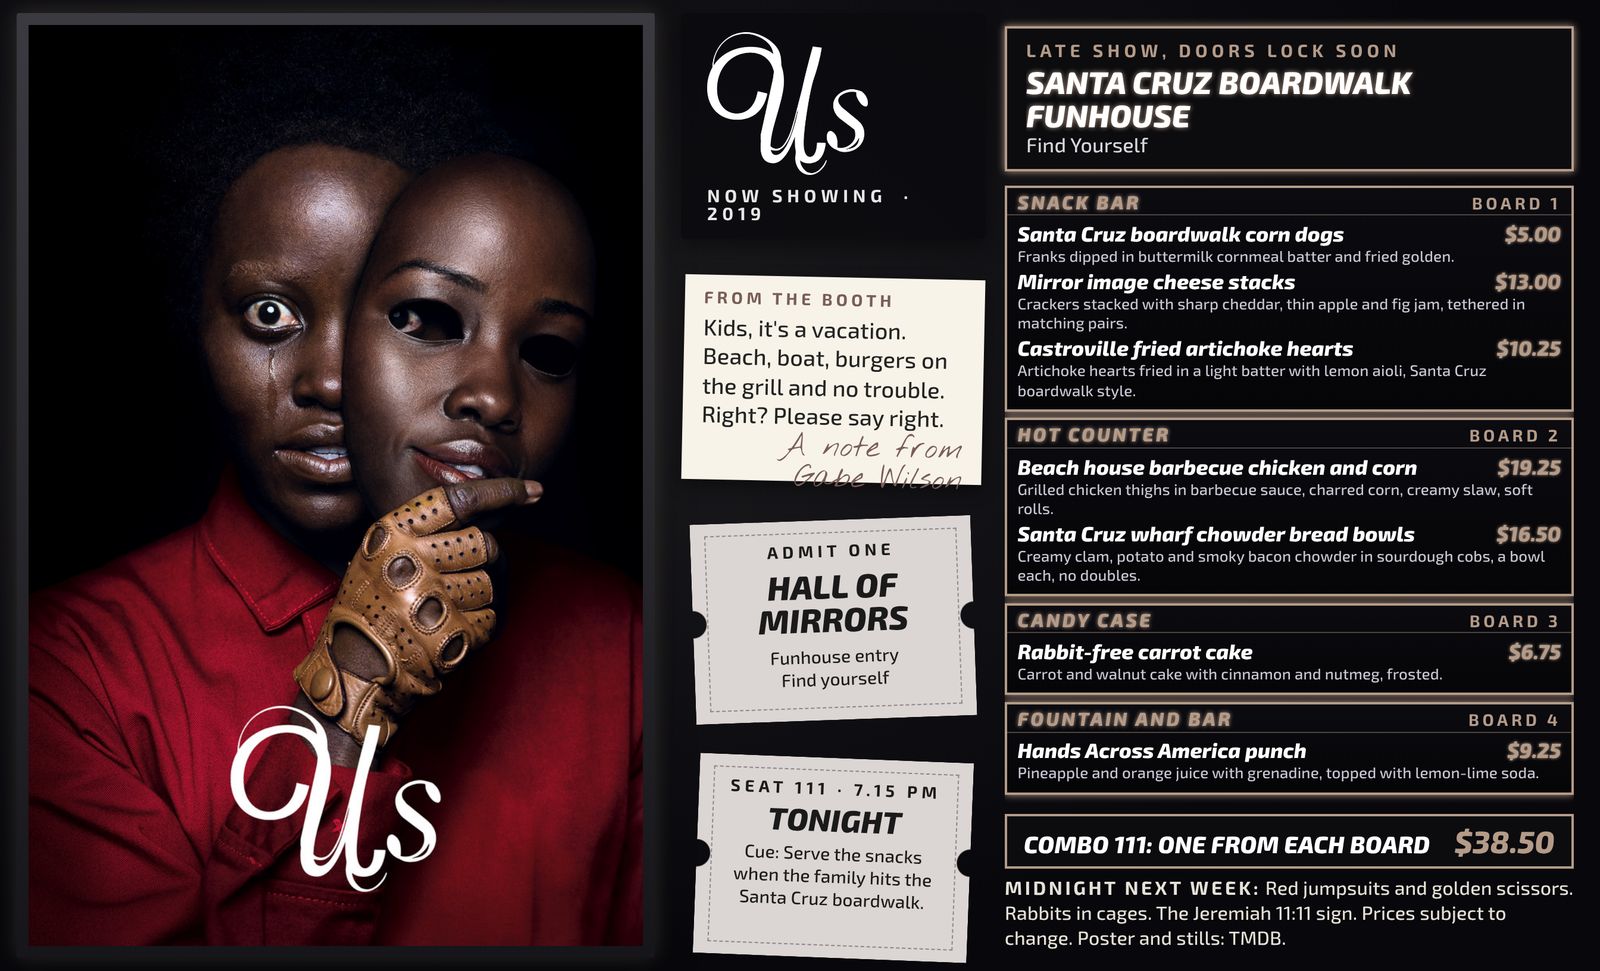 Us
Us
NOW SHOWING ·
2019
FROM THE BOOTH
Kids, it's a vacation.
Beach, boat, burgers on
the grill and no trouble.
Right? Please say right.
A note from
Gabe Wilson
ADMIT ONE
HALL OF
MIRRORS
Funhouse entry
Find yourself
SEAT 111 · 7.15 PM
TONIGHT
Cue: Serve the snacks
when the family hits the
Santa Cruz boardwalk.
LATE SHOW, DOORS LOCK SOON
SANTA CRUZ BOARDWALK
FUNHOUSE
Find Yourself
SNACK BAR BOARD 1
Santa Cruz boardwalk corn dogs $5.00
Franks dipped in buttermilk cornmeal batter and fried golden.
Mirror image cheese stacks $13.00
Crackers stacked with sharp cheddar, thin apple and fig jam, tethered in
matching pairs.
Castroville fried artichoke hearts $10.25
Artichoke hearts fried in a light batter with lemon aioli, Santa Cruz
boardwalk style.
HOT COUNTER BOARD 2
Beach house barbecue chicken and corn $19.25
Grilled chicken thighs in barbecue sauce, charred corn, creamy slaw, soft
rolls.
Santa Cruz wharf chowder bread bowls $16.50
Creamy clam, potato and smoky bacon chowder in sourdough cobs, a bowl
each, no doubles.
CANDY CASE BOARD 3
Rabbit-free carrot cake $6.75
Carrot and walnut cake with cinnamon and nutmeg, frosted.
FOUNTAIN AND BAR BOARD 4
Hands Across America punch $9.25
Pineapple and orange juice with grenadine, topped with lemon-lime soda.
COMBO 111: ONE FROM EACH BOARD $38.50
MIDNIGHT NEXT WEEK: Red jumpsuits and golden scissors.
Rabbits in cages. The Jeremiah 11:11 sign. Prices subject to
change. Poster and stills: TMDB.